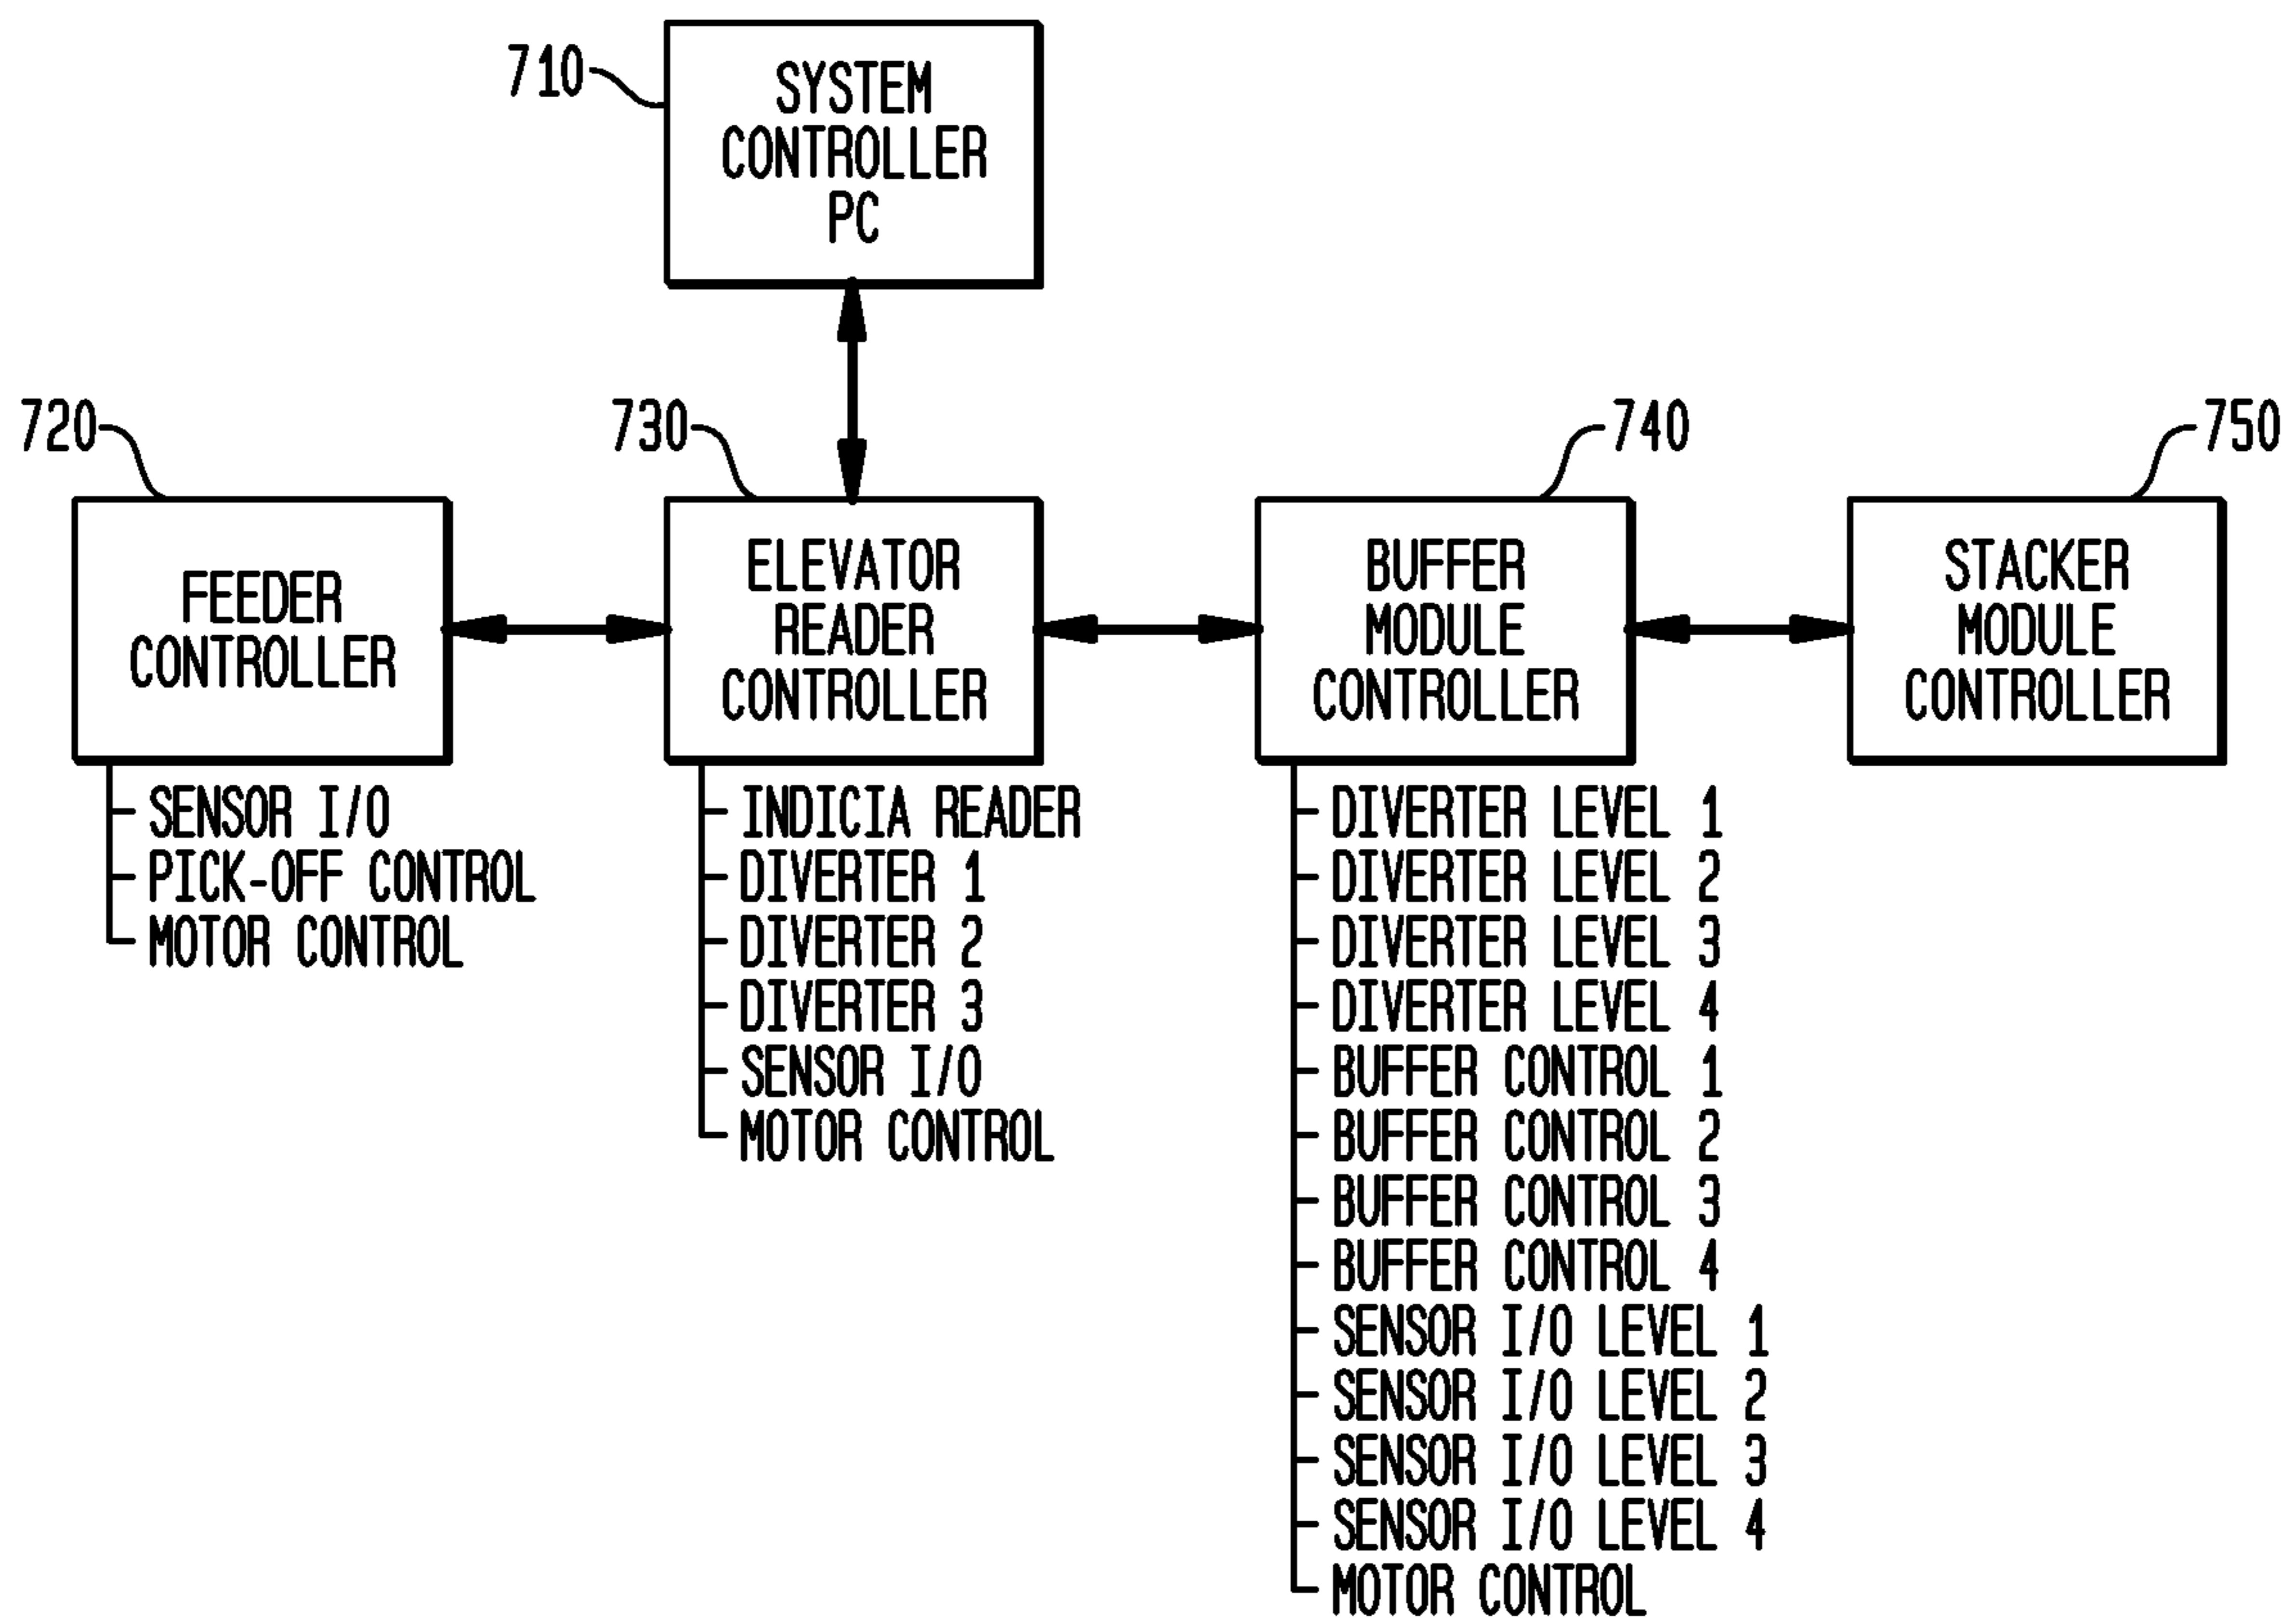 710
SYSTEM
CONTROLLER
PC
720
FEEDER
CONTROLLER
SENSOR I/O
PICK-OFF CONTROL
MOTOR CONTROL
730
ELEVATOR
READER
CONTROLLER
INDICIA READER
DIVERTER 1
DIVERTER 2
DIVERTER 3
SENSOR I/O
MOTOR CONTROL
740
BUFFER
MODULE
CONTROLLER
DIVERTER LEVEL 1
DIVERTER LEVEL 2
DIVERTER LEVEL 3
DIVERTER LEVEL 4
BUFFER CONTROL 1
BUFFER CONTROL 2
BUFFER CONTROL 3
BUFFER CONTROL 4
SENSOR I/O LEVEL 1
SENSOR I/O LEVEL 2
SENSOR I/O LEVEL 3
SENSOR I/O LEVEL 4
MOTOR CONTROL
750
STACKER
MODULE
CONTROLLER